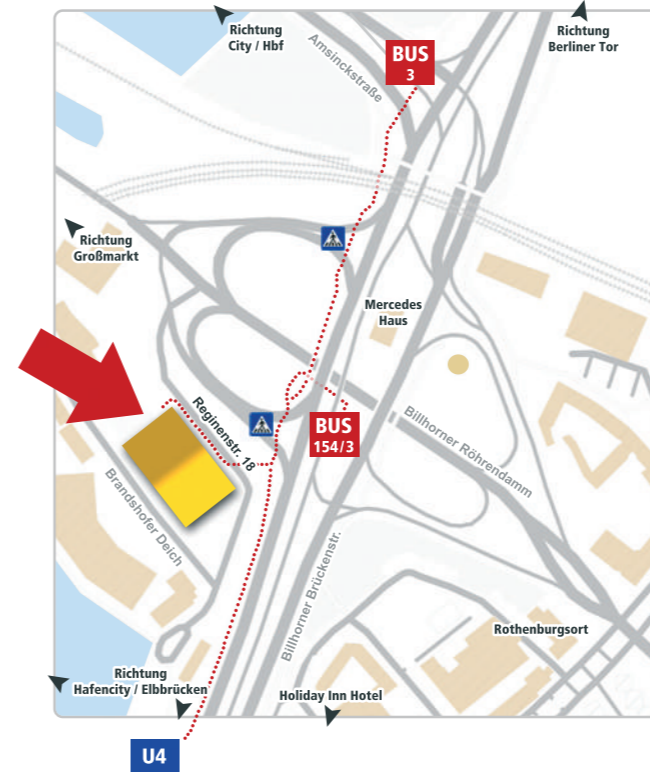 Richtung
City / Hbf
Richtung
Berliner Tor
Amsinckstraße
BUS
3
Richtung
Großmarkt
Mercedes
Haus
Reginenstr. 18
BUS
154/3
Billhorner Röhrendamm
Brandshofer Deich
Billhorner Brückenstr.
Rothenburgsort
Richtung
Hafencity / Elbbrücken
Holiday Inn Hotel
U4